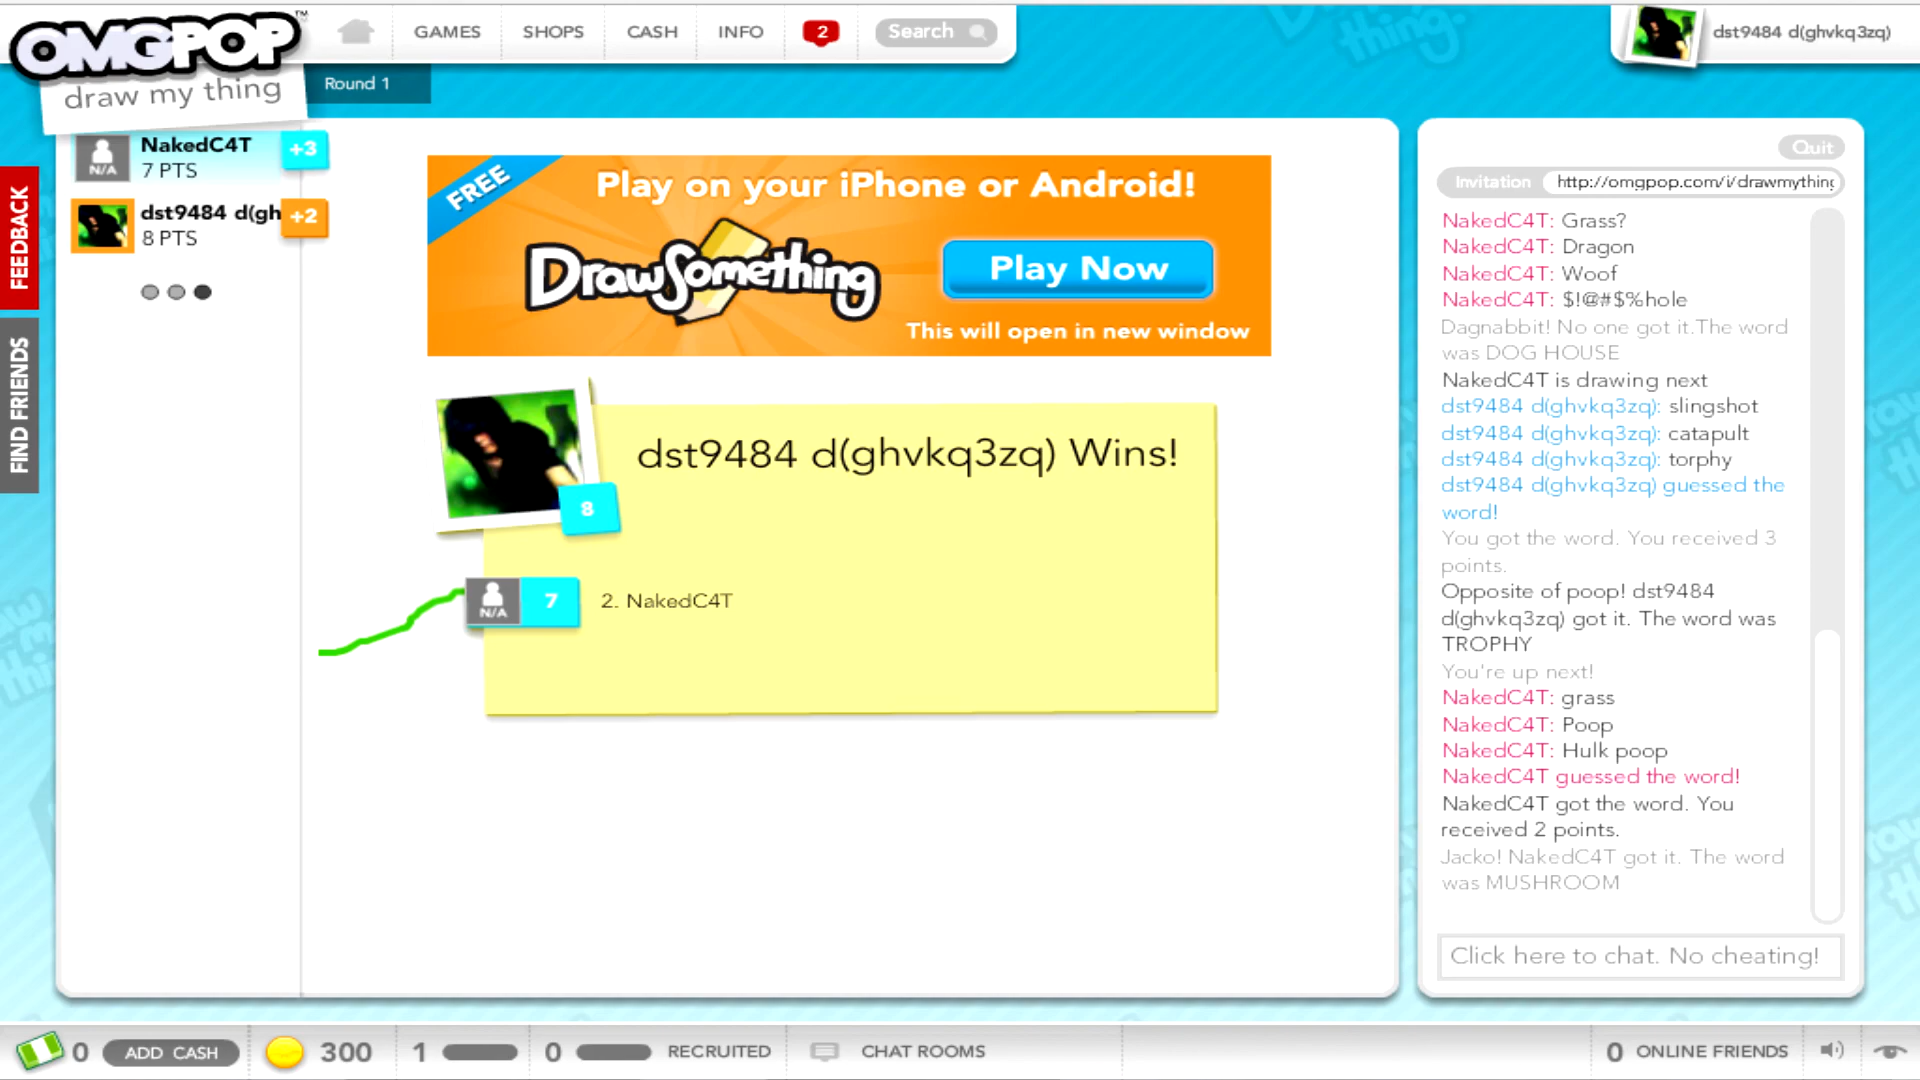 OMGPOP™
draw my thing
GAMES
SHOPS
CASH
INFO
2
Search
dst9484 d(ghvkq3zq)
Round 1
NakedC4T
7 PTS
+3
N/A
dst9484 d(gh
8 PTS
+2
FEEDBACK
FIND FRIENDS
FREE
Play on your iPhone or Android!
DrawSomething
Play Now
This will open in new window
dst9484 d(ghvkq3zq) Wins!
8
N/A
7
2. NakedC4T
Quit
Invitation
http://omgpop.com/i/drawmything
NakedC4T: Grass?
NakedC4T: Dragon
NakedC4T: Woof
NakedC4T: $!@#$%hole
Dagnabbit! No one got it.The word
was DOG HOUSE
NakedC4T is drawing next
dst9484 d(ghvkq3zq): slingshot
dst9484 d(ghvkq3zq): catapult
dst9484 d(ghvkq3zq): torphy
dst9484 d(ghvkq3zq) guessed the
word!
You got the word. You received 3
points.
Opposite of poop! dst9484
d(ghvkq3zq) got it. The word was
TROPHY
You're up next!
NakedC4T: grass
NakedC4T: Poop
NakedC4T: Hulk poop
NakedC4T guessed the word!
NakedC4T got the word. You
received 2 points.
Jacko! NakedC4T got it. The word
was MUSHROOM
Click here to chat. No cheating!
0
ADD CASH
300
1
0
RECRUITED
CHAT ROOMS
0 ONLINE FRIENDS